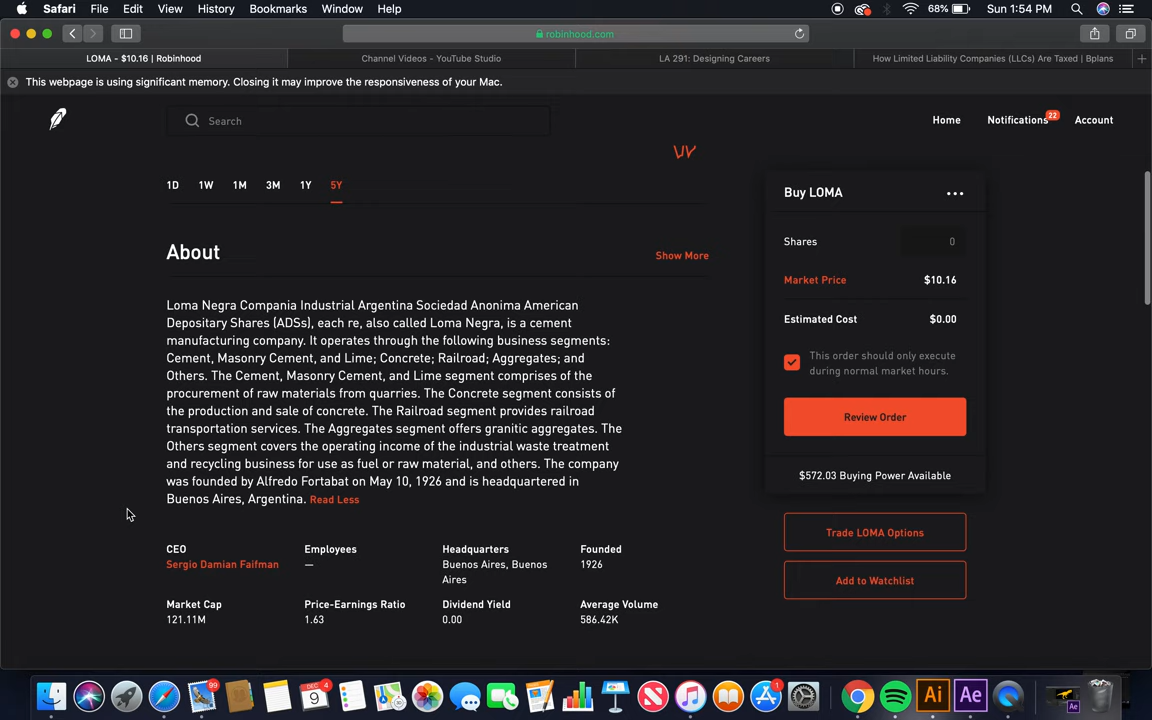 Safari File Edit View History Bookmarks Window Help 68% Sun 1:54 PM
robinhood.com
LOMA - $10.16 | Robinhood Channel Videos - YouTube Studio LA 291: Designing Careers How Limited Liability Companies (LLCs) Are Taxed | Bplans
This webpage is using significant memory. Closing it may improve the responsiveness of your Mac.
Search Home Notifications 22 Account
1D 1W 1M 3M 1Y 5Y
About Show More
Loma Negra Compania Industrial Argentina Sociedad Anonima American
Depositary Shares (ADSs), each re, also called Loma Negra, is a cement
manufacturing company. It operates through the following business segments:
Cement, Masonry Cement, and Lime; Concrete; Railroad; Aggregates; and
Others. The Cement, Masonry Cement, and Lime segment comprises of the
procurement of raw materials from quarries. The Concrete segment consists of
the production and sale of concrete. The Railroad segment provides railroad
transportation services. The Aggregates segment offers granitic aggregates. The
Others segment covers the operating income of the industrial waste treatment
and recycling business for use as fuel or raw material, and others. The company
was founded by Alfredo Fortabat on May 10, 1926 and is headquartered in
Buenos Aires, Argentina. Read Less
CEO Employees Headquarters Founded
Sergio Damian Faifman — Buenos Aires, Buenos 1926
Aires
Market Cap Price-Earnings Ratio Dividend Yield Average Volume
121.11M 1.63 0.00 586.42K
Buy LOMA
Shares 0
Market Price $10.16
Estimated Cost $0.00
This order should only execute
during normal market hours.
Review Order
$572.03 Buying Power Available
Trade LOMA Options
Add to Watchlist
99 DEC 9 4 1 Ai Ae Ae